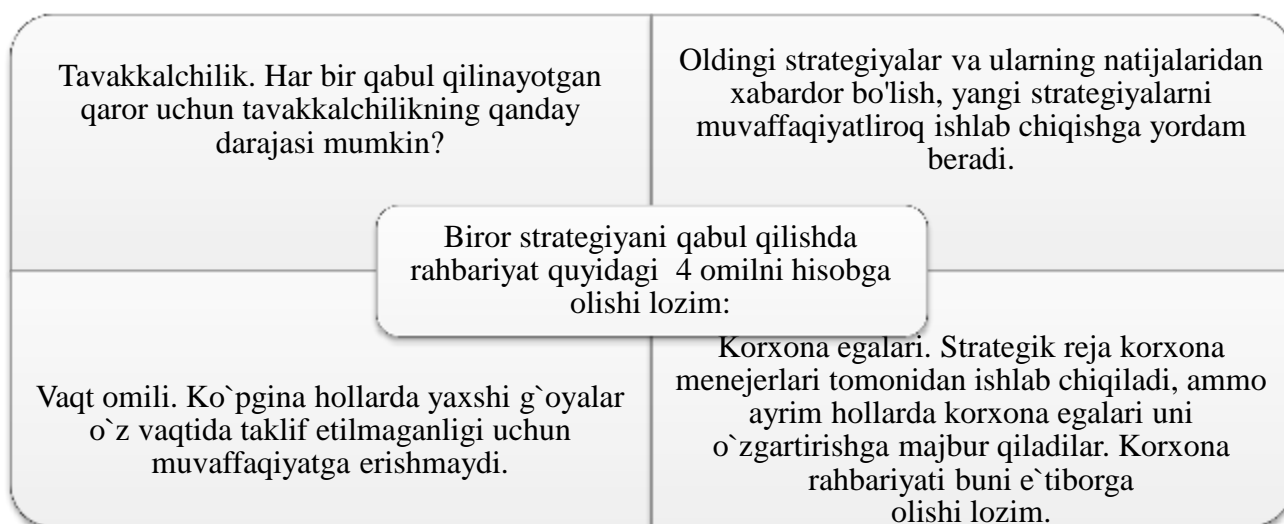 Tavakkalchilik. Har bir qabul qilinayotgan
qaror uchun tavakkalchilikning qanday
darajasi mumkin?
Oldingi strategiyalar va ularning natijalaridan
xabardor bo'lish, yangi strategiyalarni
muvaffaqiyatliroq ishlab chiqishga yordam
beradi.
Biror strategiyani qabul qilishda
rahbariyat quyidagi 4 omilni hisobga
olishi lozim:
Vaqt omili. Ko`pgina hollarda yaxshi g`oyalar
o`z vaqtida taklif etilmaganligi uchun
muvaffaqiyatga erishmaydi.
Korxona egalari. Strategik reja korxona
menejerlari tomonidan ishlab chiqiladi, ammo
ayrim hollarda korxona egalari uni
o`zgartirishga majbur qiladilar. Korxona
rahbariyati buni e`tiborga
olishi lozim.